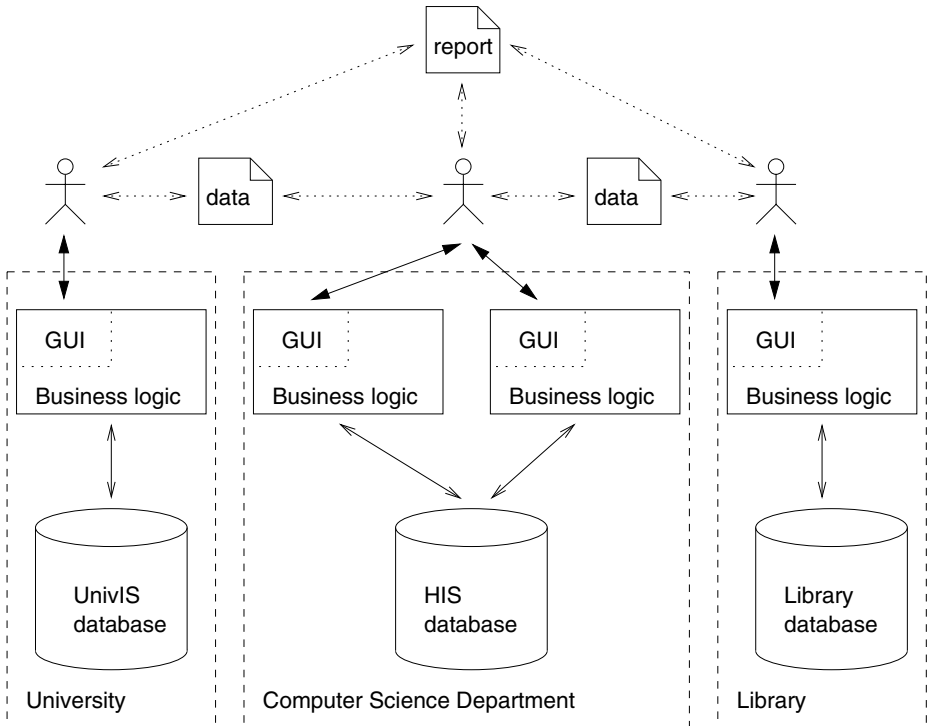 report
data
data
GUI
Business logic
GUI
Business logic
GUI
Business logic
GUI
Business logic
UnivIS
database
HIS
database
Library
database
University
Computer Science Department
Library